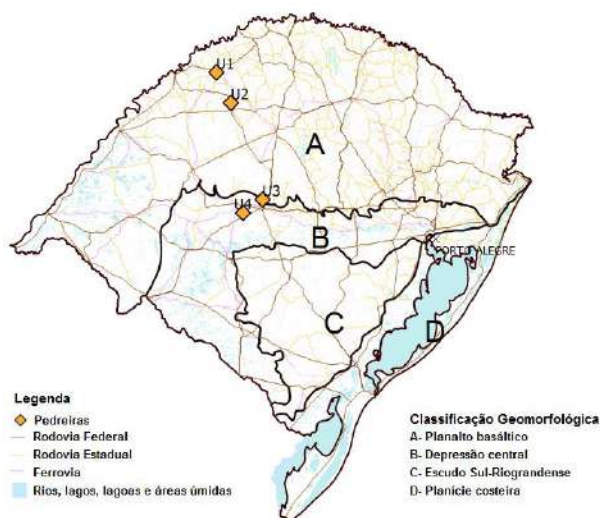 U1
U2
A
U3
U4
B
PORTO ALEGRE
C
D
Legenda
Pedreiras
Rodovia Federal
Rodovia Estadual
Ferrovia
Rios, lagos, lagoas e áreas úmidas
Classificação Geomorfológica
A- Planalto basáltico
B- Depressão central
C- Escudo Sul-Riograndense
D- Planície costeira